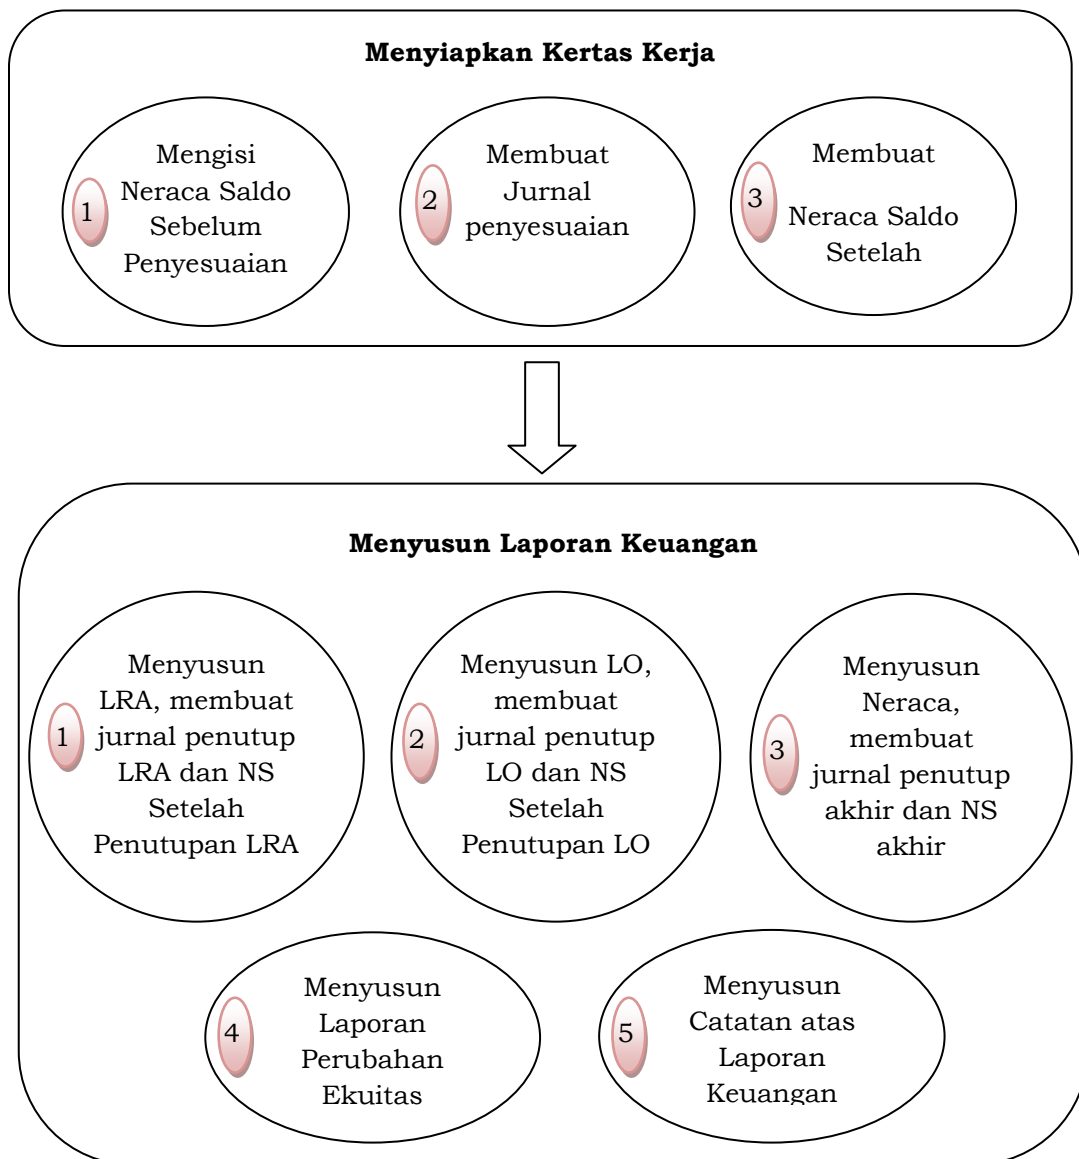 Menyiapkan Kertas Kerja
1
Mengisi
Neraca Saldo
Sebelum
Penyesuaian
2
Membuat
Jurnal
penyesuaian
3
Membuat
Neraca Saldo
Setelah
Menyusun Laporan Keuangan
1
Menyusun
LRA, membuat
jurnal penutup
LRA dan NS
Setelah
Penutupan LRA
2
Menyusun LO,
membuat
jurnal penutup
LO dan NS
Setelah
Penutupan LO
3
Menyusun
Neraca,
membuat
jurnal penutup
akhir dan NS
akhir
4
Menyusun
Laporan
Perubahan
Ekuitas
5
Menyusun
Catatan atas
Laporan
Keuangan